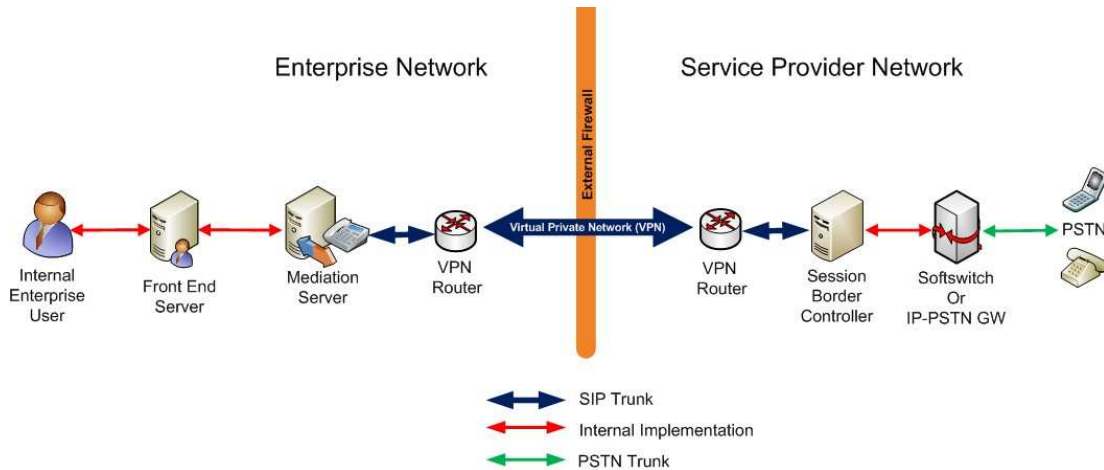 Enterprise Network
Service Provider Network
External Firewall
Virtual Private Network (VPN)
Internal
Enterprise
User
Front End
Server
Mediation
Server
VPN
Router
VPN
Router
Session
Border
Controller
Softswitch
Or
IP-PSTN GW
PSTN
SIP Trunk
Internal Implementation
PSTN Trunk